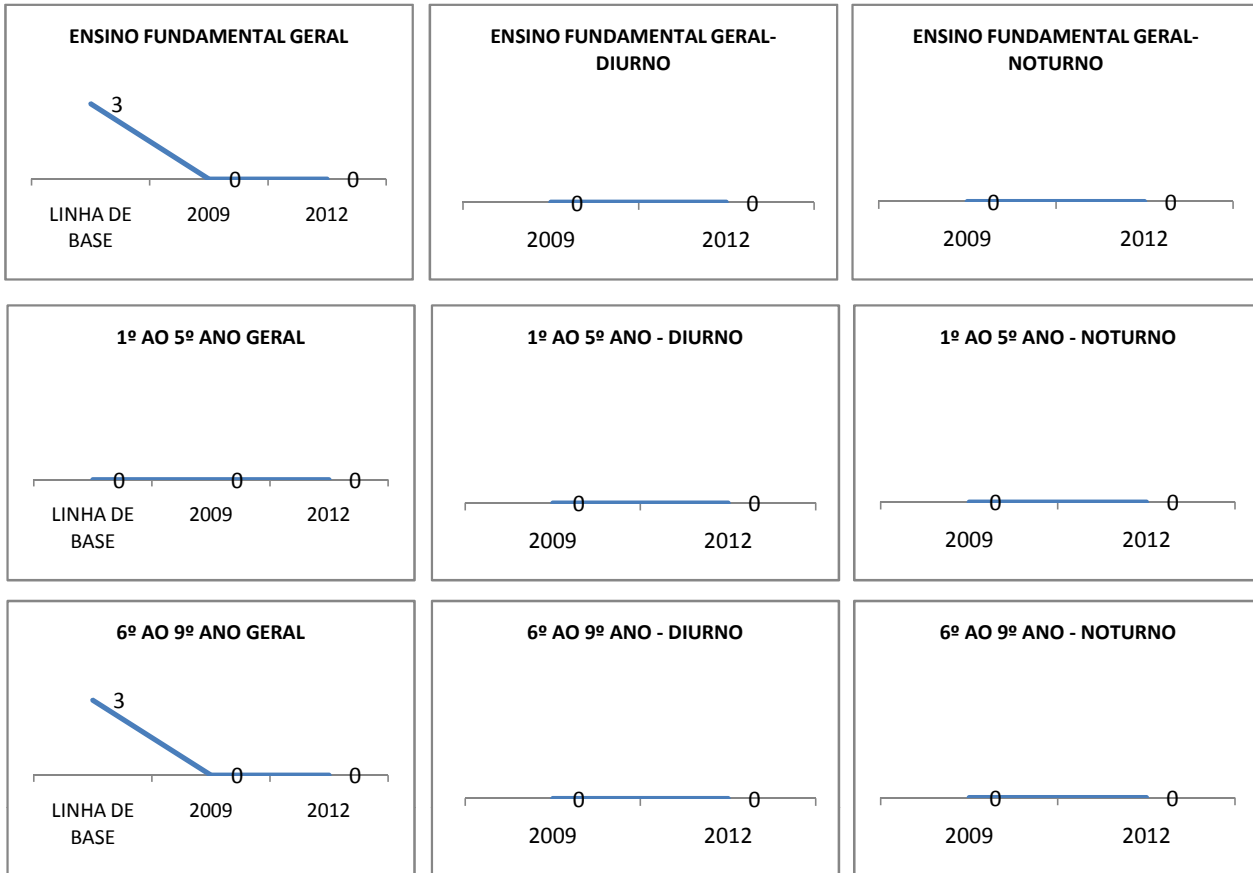 ENSINO FUNDAMENTAL GERAL
3
0
0
LINHA DE
BASE
2009
2012
ENSINO FUNDAMENTAL GERAL-
DIURNO
0
0
2009
2012
ENSINO FUNDAMENTAL GERAL-
NOTURNO
0
0
2009
2012
1º AO 5º ANO GERAL
0
0
0
LINHA DE
BASE
2009
2012
1º AO 5º ANO - DIURNO
0
0
2009
2012
1º AO 5º ANO - NOTURNO
0
0
2009
2012
6º AO 9º ANO GERAL
3
0
0
LINHA DE
BASE
2009
2012
6º AO 9º ANO - DIURNO
0
0
2009
2012
6º AO 9º ANO - NOTURNO
0
0
2009
2012